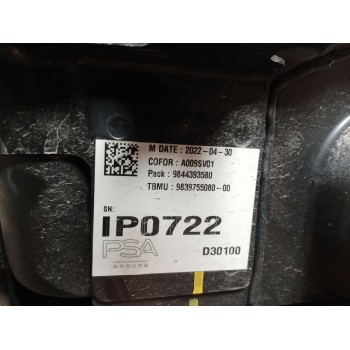 M DATE : 2022-04-30
COFOR : A009SV01
Pack : 9844393580
TBMU : 9839755080-00
SN:
IP0722
PSA
GROUPE
D30100